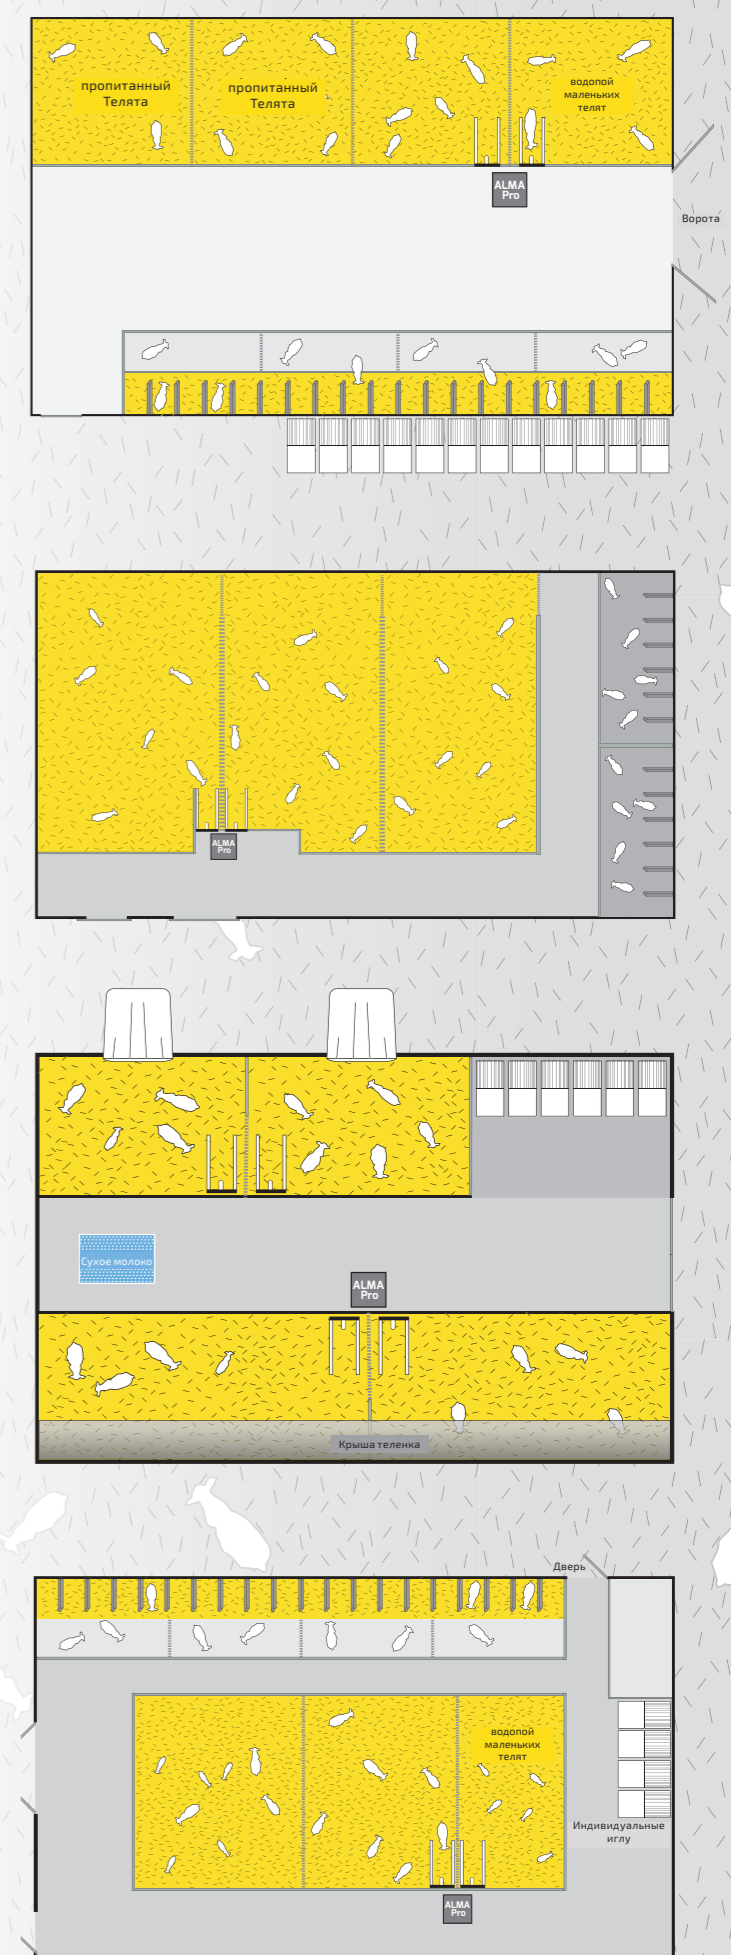 пропитанный
Телята
пропитанный
Телята
водопой
маленьких
телят
ALMA
Pro
Ворота
ALMA
Pro
Сухое молоко
ALMA
Pro
Крыша теленка
Дверь
водопой
маленьких
телят
Индивидуальные
иглу
ALMA
Pro